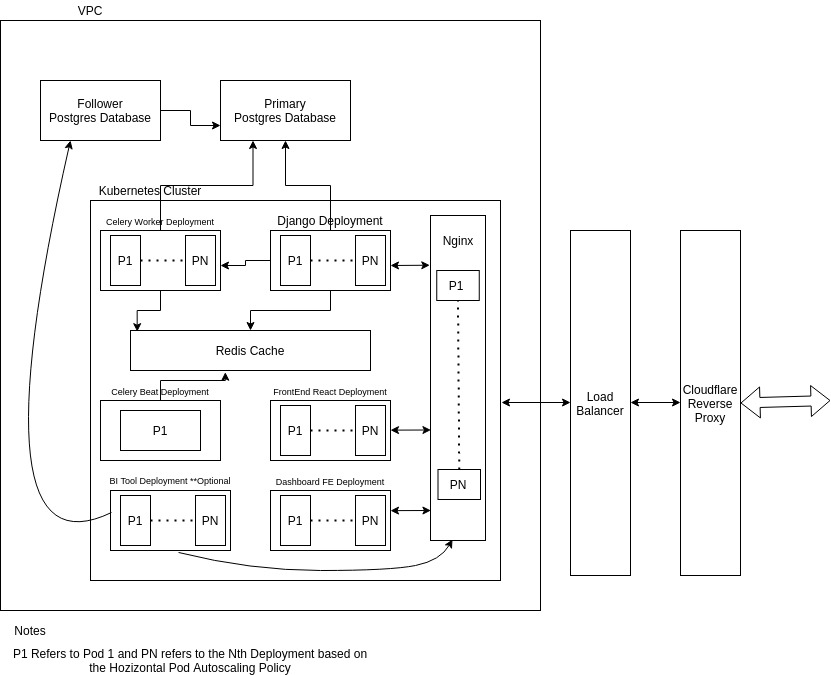 VPC
Follower
Postgres Database
Primary
Postgres Database
Kubernetes Cluster
Celery Worker Deployment
P1
PN
Django Deployment
P1
PN
Nginx
P1
PN
Redis Cache
Celery Beat Deployment
P1
FrontEnd React Deployment
P1
PN
BI Tool Deployment **Optional
P1
PN
Dashboard FE Deployment
P1
PN
Load
Balancer
Cloudflare
Reverse
Proxy
Notes
P1 Refers to Pod 1 and PN refers to the Nth Deployment based on
the Hozizontal Pod Autoscaling Policy